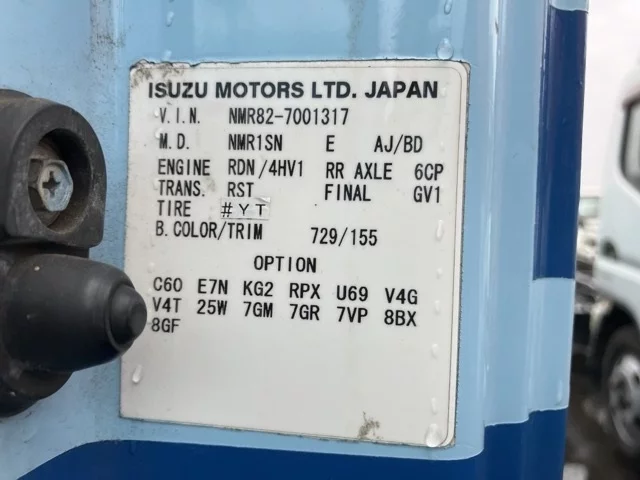 ISUZU MOTORS LTD. JAPAN
V.I.N. NMR82-7001317
M.D. NMR1SN E AJ/BD
ENGINE RDN/4HV1 RR AXLE 6CP
TRANS. RST FINAL GV1
TIRE #YT
B.COLOR/TRIM 729/155
OPTION
C60 E7N KG2 RPX U69 V4G
V4T 25W 7GM 7GR 7VP 8BX
8GF